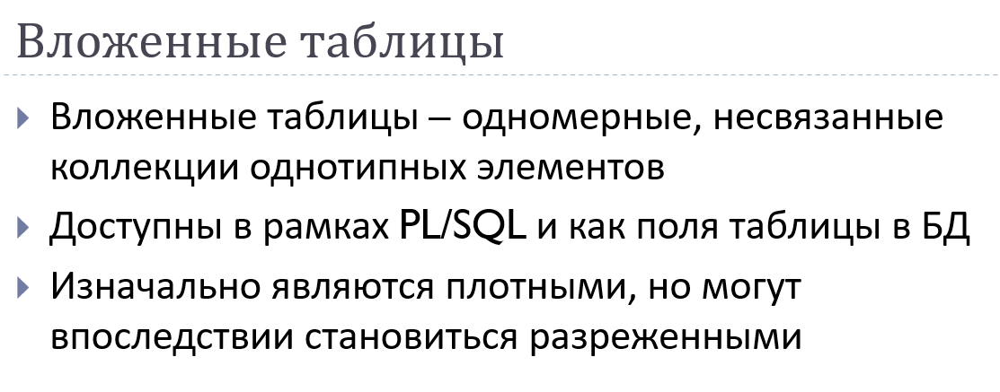 Вложенные таблицы
Вложенные таблицы – одномерные, несвязанные
коллекции однотипных элементов
Доступны в рамках PL/SQL и как поля таблицы в БД
Изначально являются плотными, но могут
впоследствии становиться разреженными